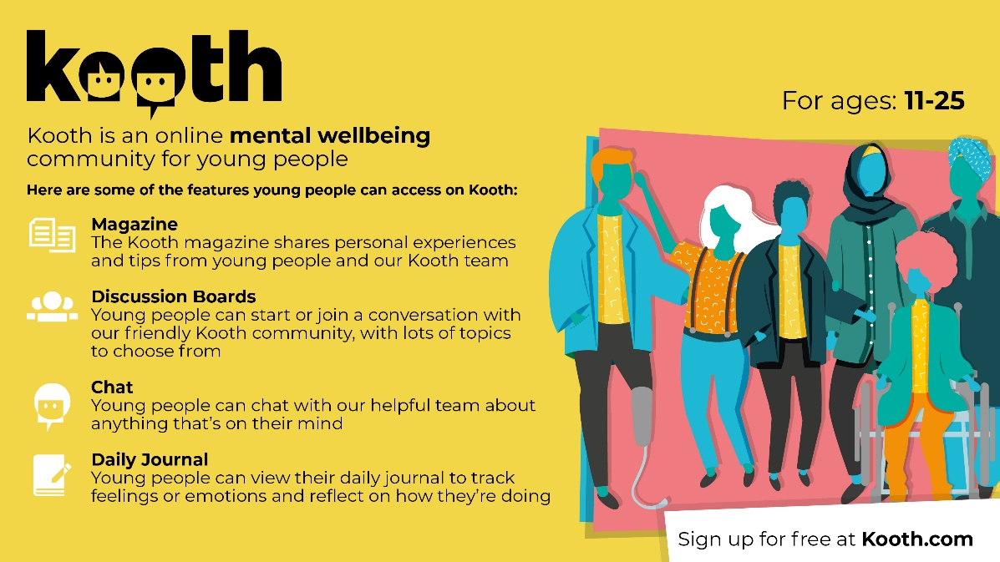 kooth
Kooth is an online mental wellbeing
community for young people
Here are some of the features young people can access on Kooth:
Magazine
The Kooth magazine shares personal experiences
and tips from young people and our Kooth team
Discussion Boards
Young people can start or join a conversation with
our friendly Kooth community, with lots of topics
to choose from
Chat
Young people can chat with our helpful team about
anything that's on their mind
Daily Journal
Young people can view their daily journal to track
feelings or emotions and reflect on how they're doing
For ages: 11-25
Sign up for free at Kooth.com